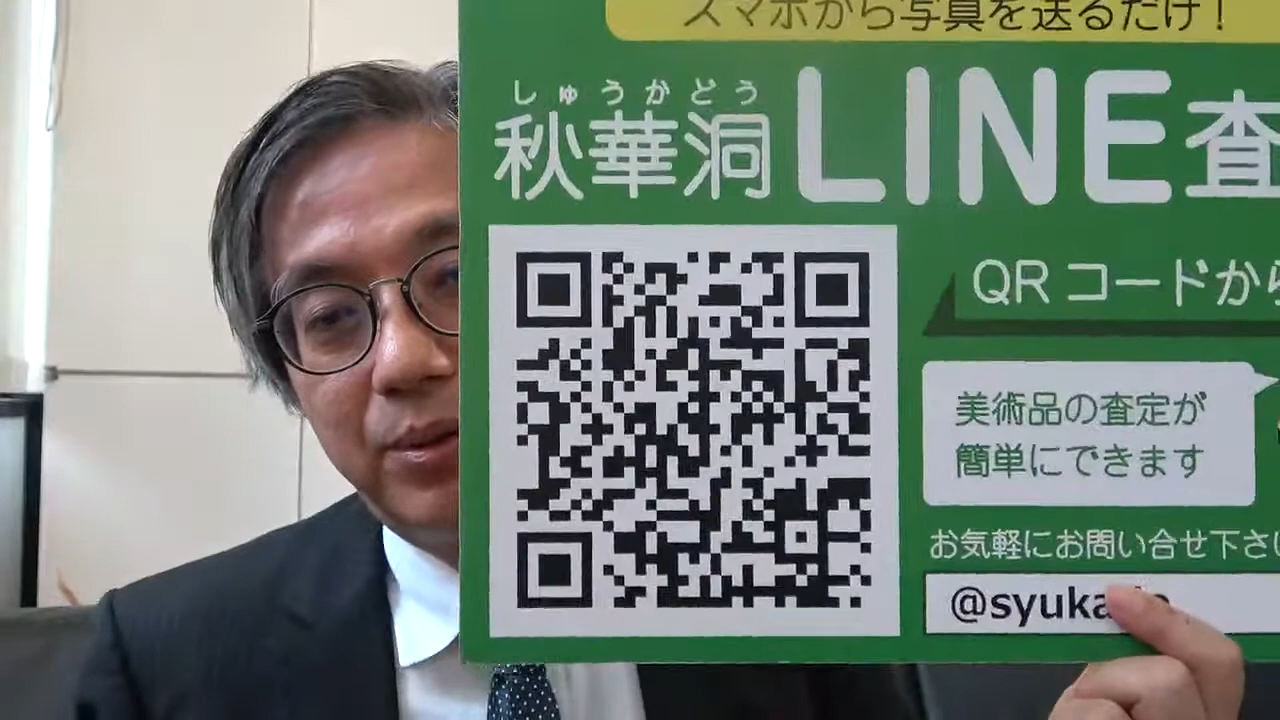 スマホから写真を送るだけ！
しゅうかどう
秋華洞LINE査
QRコードから
美術品の査定が
簡単にできます
お気軽にお問い合せ下さい
@syuka